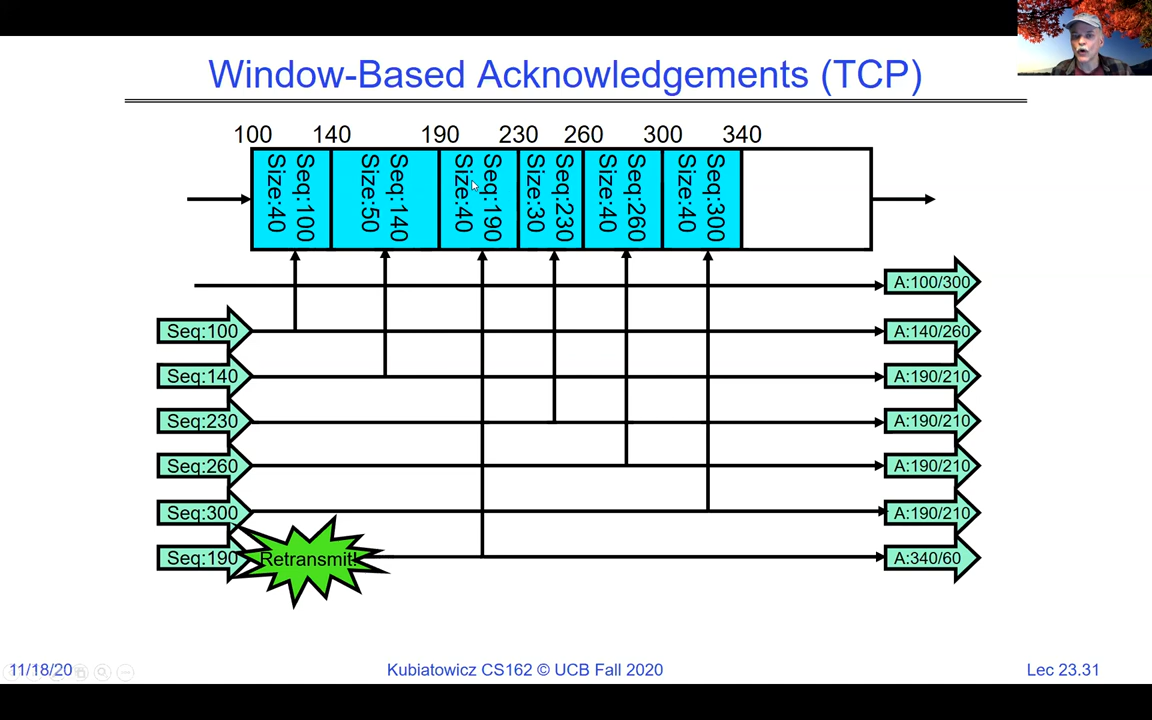 Window-Based Acknowledgements (TCP)
100 140 190 230 260 300 340
Seq:100
Size:40
Seq:140
Size:50
Seq:190
Size:40
Seq:230
Size:30
Seq:260
Size:40
Seq:300
Size:40
A:100/300
Seq:100 A:140/260
Seq:140 A:190/210
Seq:230 A:190/210
Seq:260 A:190/210
Seq:300 A:190/210
Seq:190 Retransmit! A:340/60
11/18/20 Kubiatowicz CS162 © UCB Fall 2020 Lec 23.31